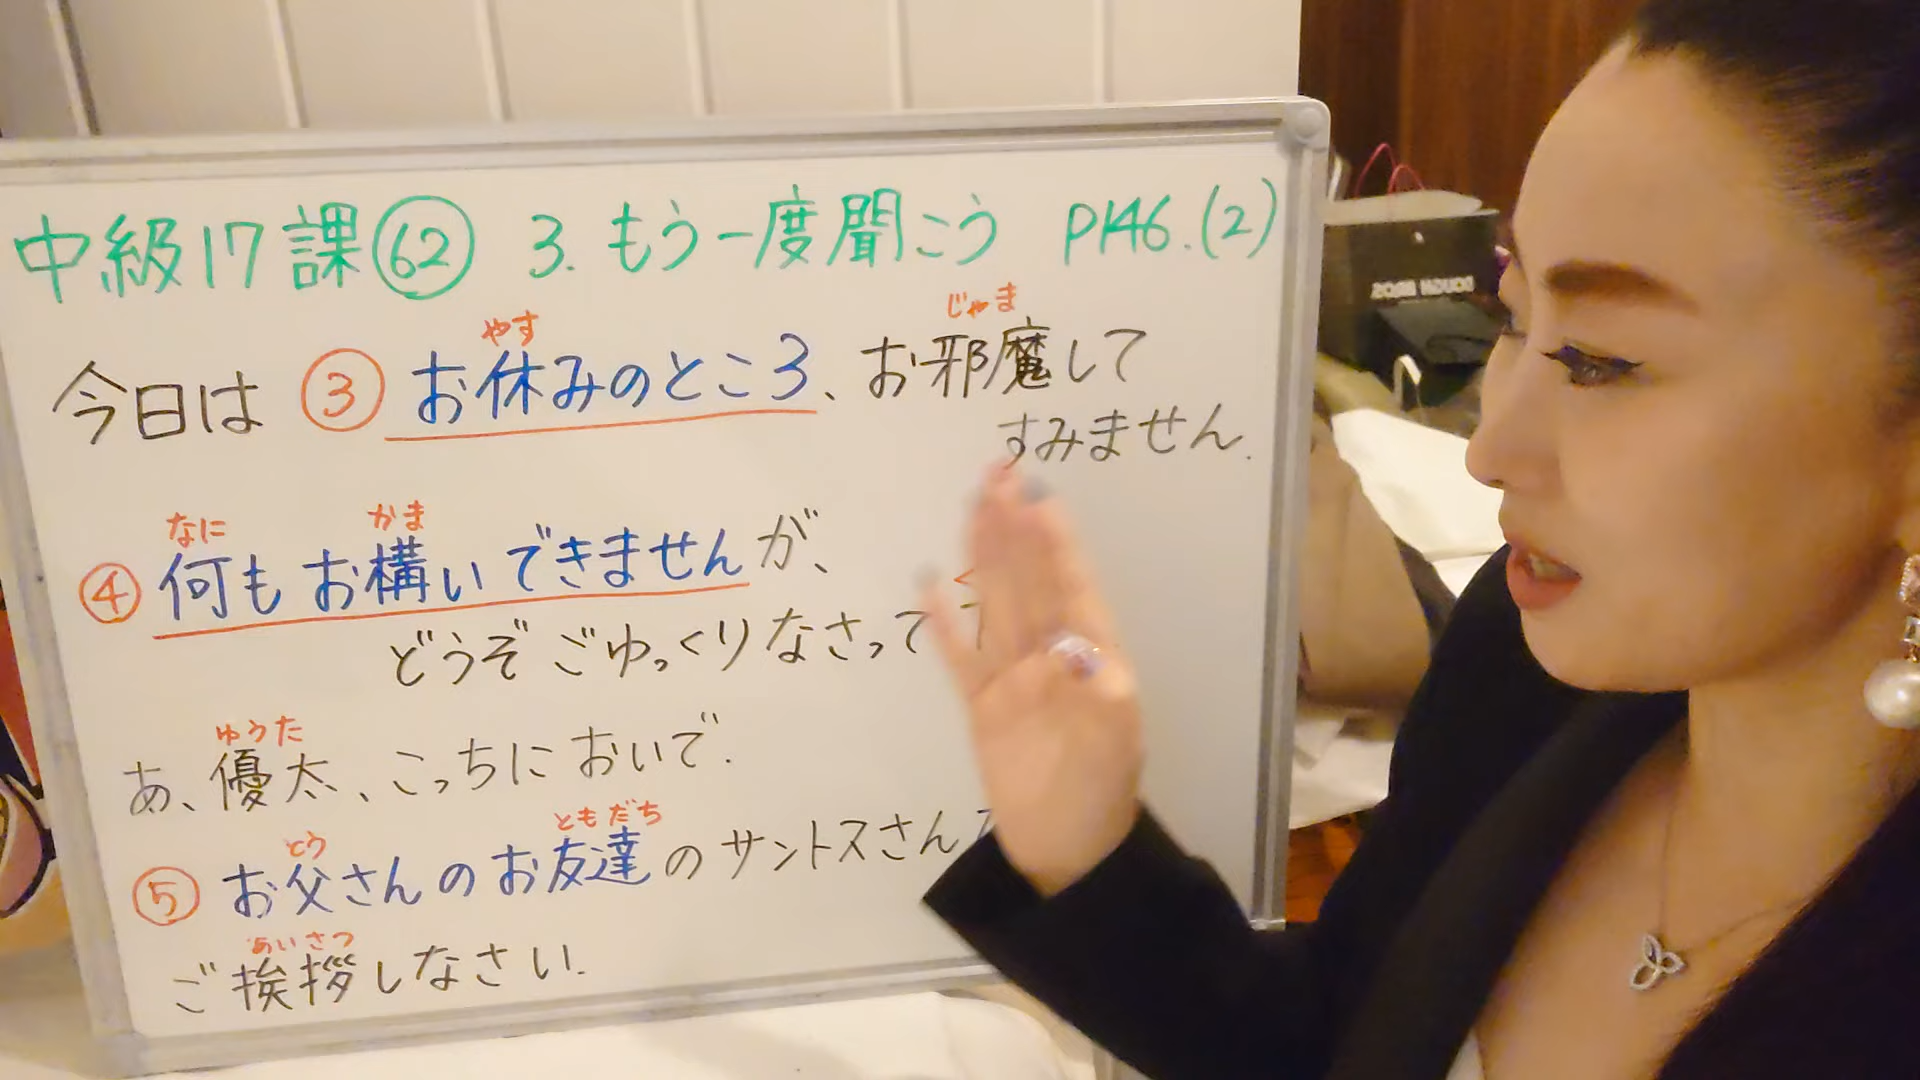 中級17課㊷ 3. もう一度聞こう P146.(2)
やす じゃま
今日は ③ お休みのところ、お邪魔して
すみません.
なに かま
④ 何もお構いできませんが、
どうぞ ごゆっくりなさって
ゆうた
あ、優太、こっちにおいで.
とう ともだち
⑤ お父さんのお友達のサントスさん
あいさつ
ご挨拶しなさい.